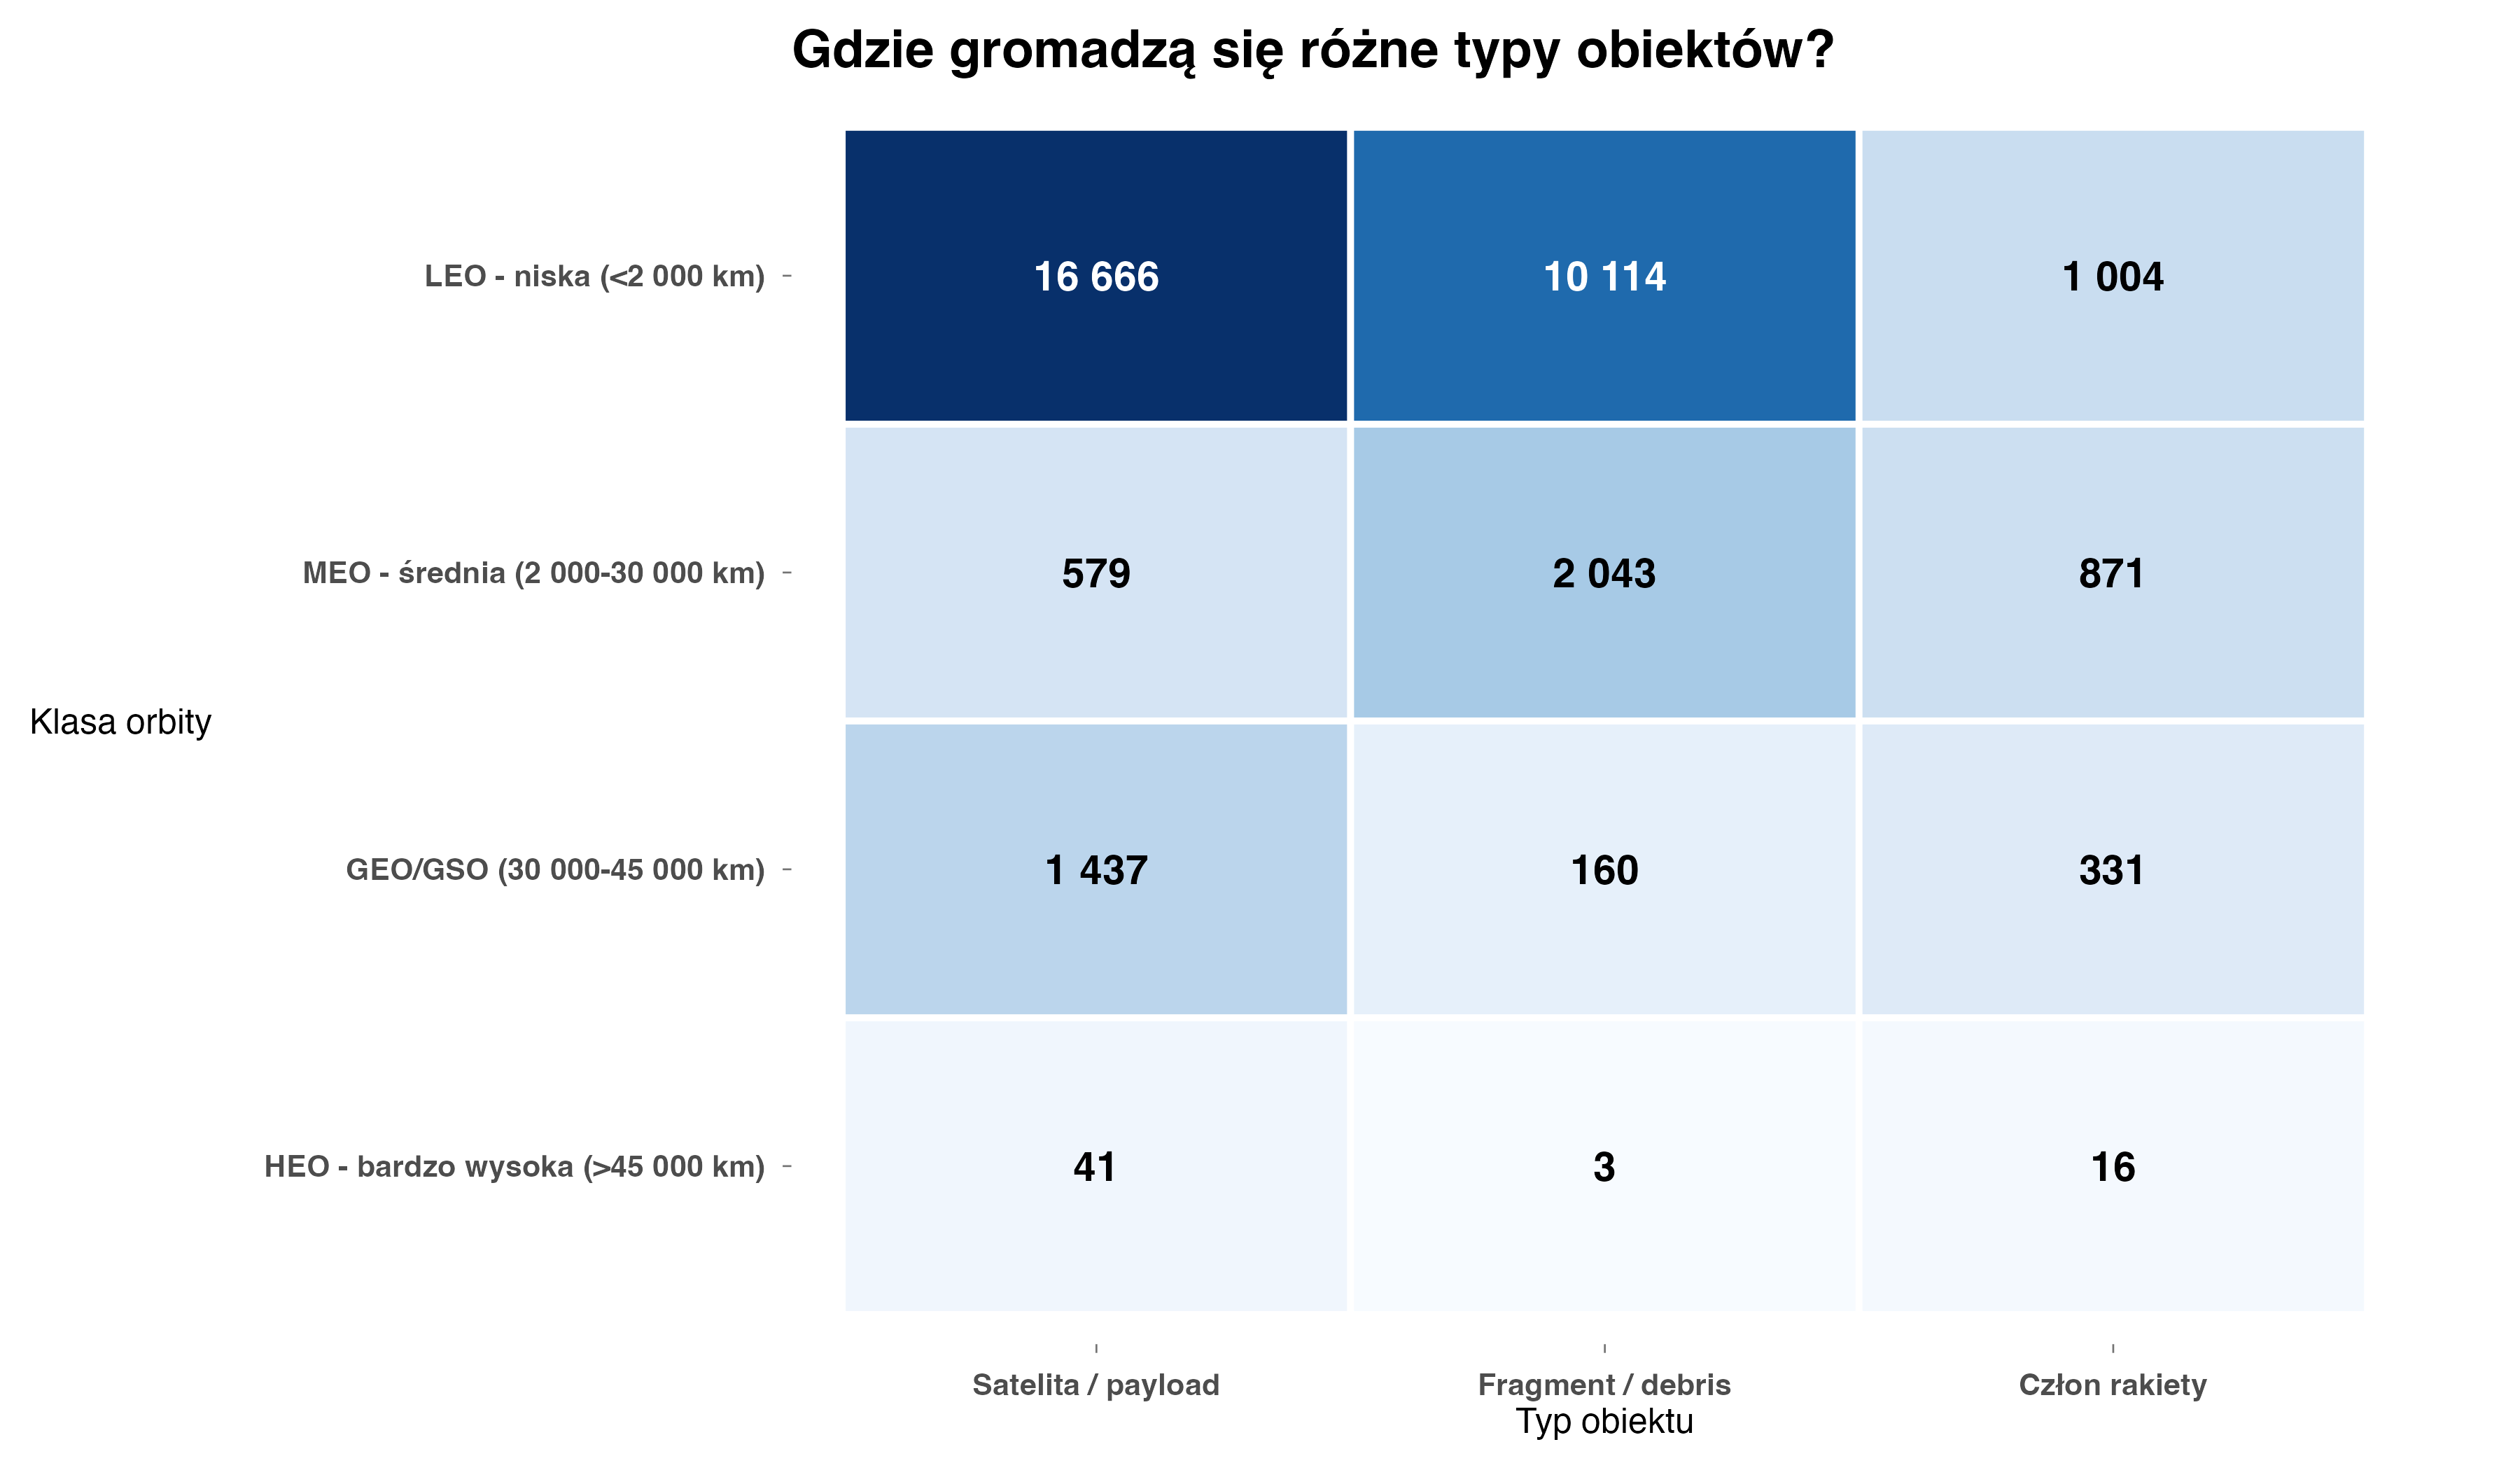 Gdzie gromadzą się różne typy obiektów?
LEO - niska (<2 000 km)
16 666
10 114
1 004
MEO - średnia (2 000-30 000 km)
579
2 043
871
Klasa orbity
GEO/GSO (30 000-45 000 km)
1 437
160
331
HEO - bardzo wysoka (>45 000 km)
41
3
16
Satelita / payload
Fragment / debris
Człon rakiety
Typ obiektu